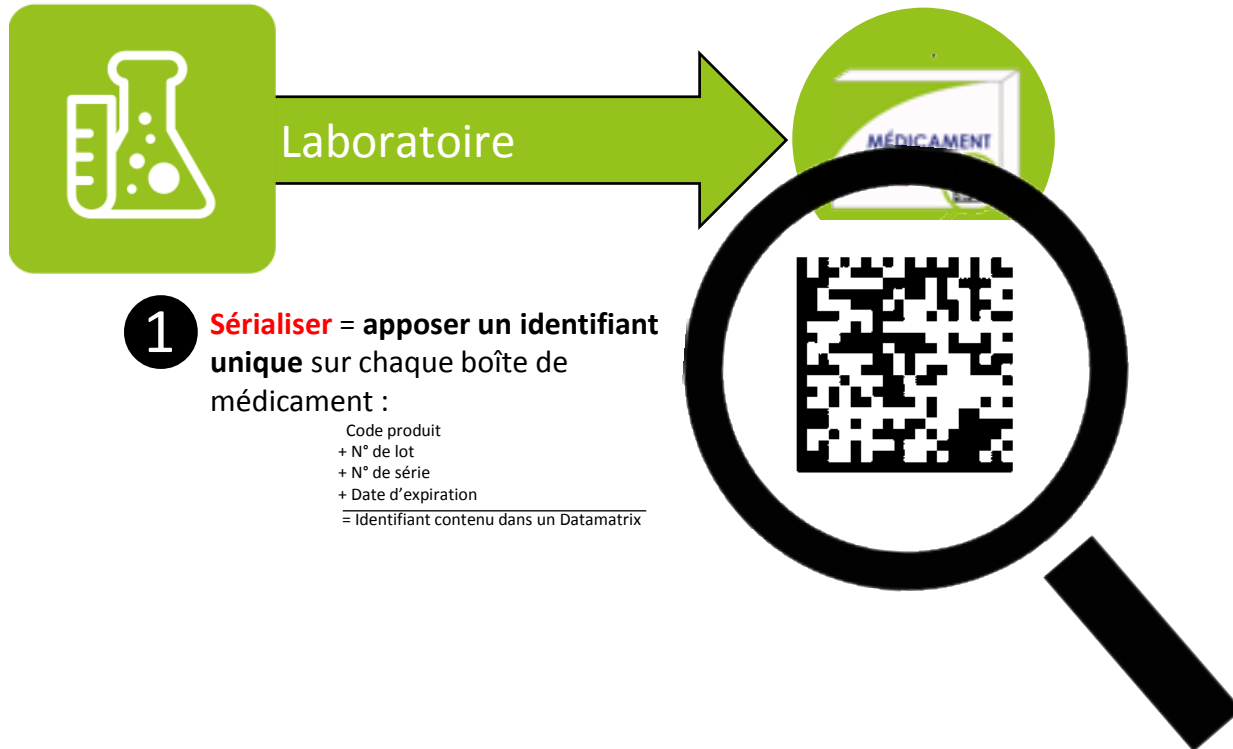 Laboratoire
MÉDICAMENT
1
Sérialiser = apposer un identifiant
unique sur chaque boîte de
médicament :
Code produit
+ N° de lot
+ N° de série
+ Date d’expiration
= Identifiant contenu dans un Datamatrix